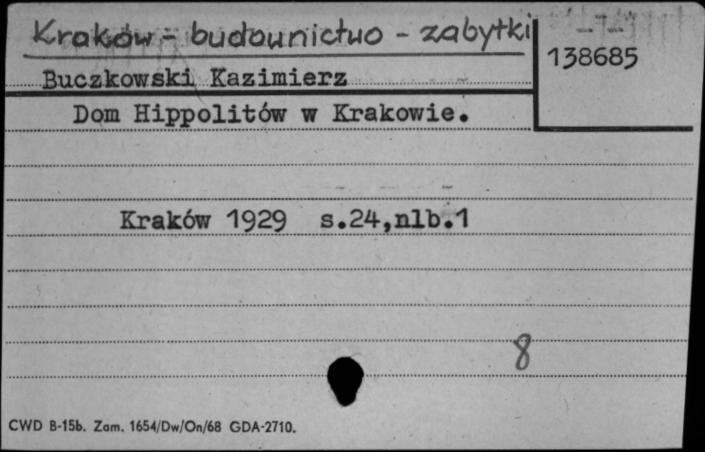 Kraków - budownictwo - zabytki
138685
Buczkowski Kazimierz
Dom Hippolitów w Krakowie.
Kraków 1929 s.24,nlb.1
8
CWD B-15b. Zam. 1654/Dw/On/68 GDA-2710.